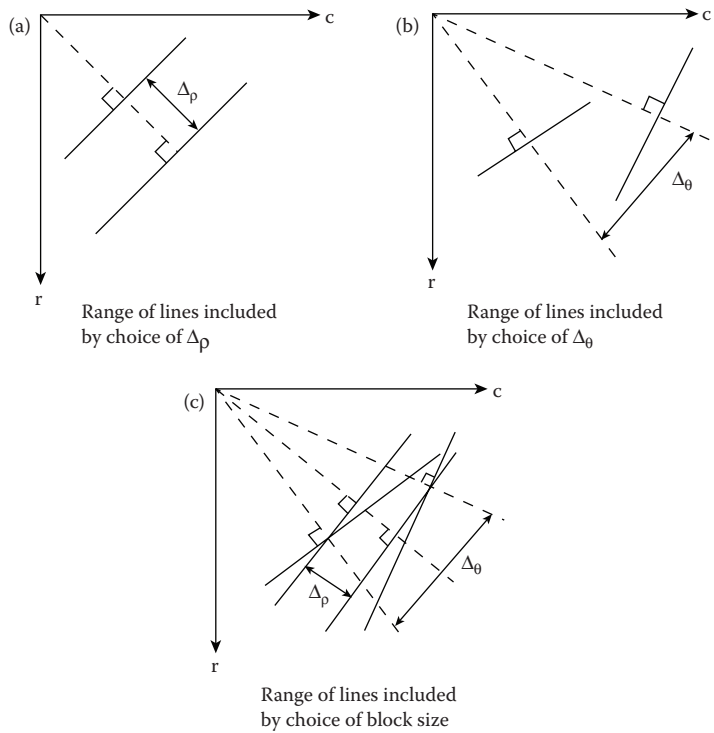 (a)
c
Δρ
r
Range of lines included
by choice of Δρ
(b)
c
Δθ
r
Range of lines included
by choice of Δθ
(c)
c
Δρ
Δθ
r
Range of lines included
by choice of block size